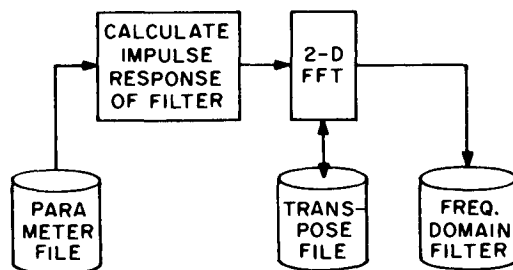 CALCULATE
IMPULSE
RESPONSE
OF FILTER
2-D
FFT
PARA
METER
FILE
TRANS-
POSE
FILE
FREQ.
DOMAIN
FILTER